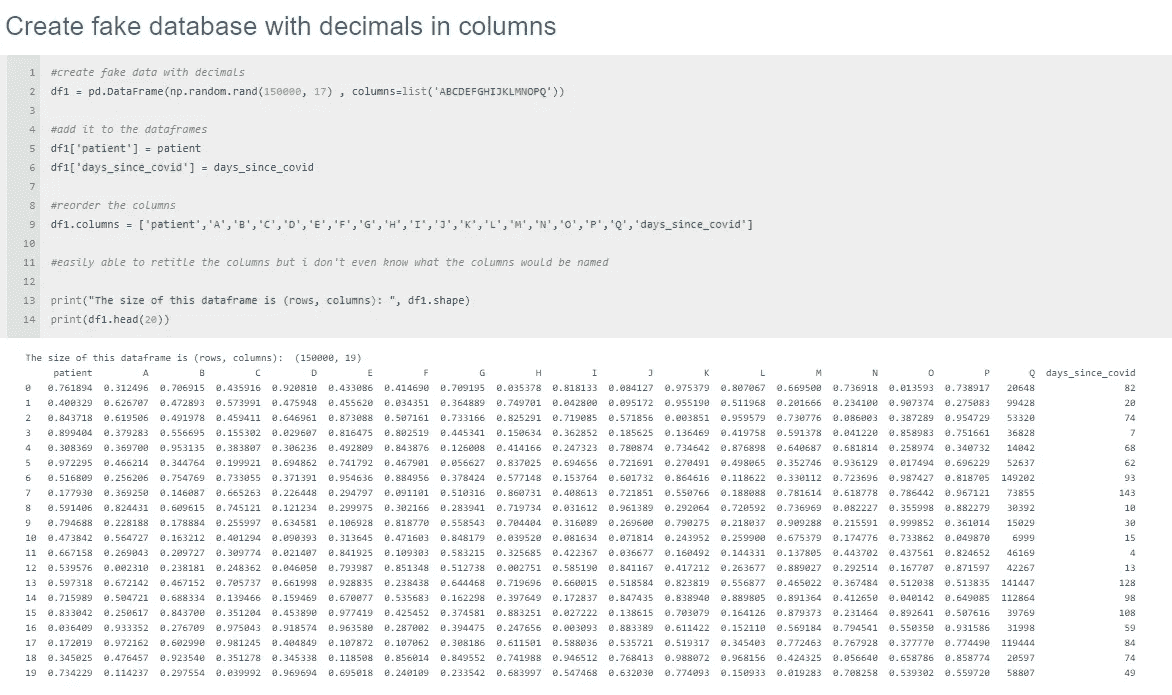 Create fake database with decimals in columns
1 #create fake data with decimals
2 df1 = pd.DataFrame(np.random.rand(150000, 17) , columns=list('ABCDEFGHIJKLMNOPQ'))
3
4 #add it to the dataframes
5 df1['patient'] = patient
6 df1['days_since_covid'] = days_since_covid
7
8 #reorder the columns
9 df1.columns = ['patient','A','B','C','D','E','F','G','H','I','J','K','L','M','N','O','P','Q','days_since_covid']
10
11 #easily able to retitle the columns but i don't even know what the columns would be named
12
13 print("The size of this dataframe is (rows, columns): ", df1.shape)
14 print(df1.head(20))
The size of this dataframe is (rows, columns):  (150000, 19)
patient A B C D E F G H I J K L M N O P Q days_since_covid
0 0.761894 0.312496 0.706915 0.435916 0.920810 0.433086 0.414690 0.709195 0.035378 0.818133 0.084127 0.975379 0.807067 0.669500 0.736918 0.013593 0.738917 20648 82
1 0.400329 0.626707 0.472893 0.573991 0.475948 0.455620 0.034351 0.364889 0.749701 0.042800 0.095172 0.955190 0.511968 0.201666 0.234100 0.907374 0.275083 99428 20
2 0.843718 0.619506 0.491978 0.459411 0.646961 0.873088 0.507161 0.733166 0.825291 0.719085 0.571856 0.003851 0.959579 0.730776 0.086003 0.387289 0.954729 53320 74
3 0.899404 0.379283 0.556695 0.155302 0.029607 0.816475 0.802519 0.445341 0.150634 0.362852 0.185625 0.136469 0.419758 0.591378 0.041220 0.858983 0.751661 36828 7
4 0.308369 0.369700 0.953135 0.383807 0.306236 0.492809 0.843876 0.126008 0.414166 0.247323 0.780874 0.734642 0.876898 0.640687 0.681814 0.258974 0.340732 14042 68
5 0.972295 0.466214 0.344764 0.199921 0.694862 0.741792 0.467901 0.056627 0.837025 0.694656 0.721691 0.270491 0.498065 0.352746 0.936129 0.017494 0.696229 52637 62
6 0.516809 0.256206 0.754769 0.733055 0.371391 0.954636 0.884956 0.378424 0.577148 0.153764 0.601732 0.864616 0.118622 0.330112 0.723696 0.987427 0.818705 149202 93
7 0.177930 0.369250 0.146087 0.665263 0.226448 0.294797 0.091101 0.510316 0.860731 0.408613 0.721851 0.550766 0.188088 0.781614 0.618778 0.786442 0.967121 73855 143
8 0.591406 0.824431 0.609615 0.745121 0.121234 0.299975 0.302166 0.283941 0.719734 0.031612 0.961389 0.292064 0.720592 0.736969 0.082227 0.355998 0.882279 30392 10
9 0.794688 0.228188 0.178884 0.255997 0.634581 0.106928 0.818770 0.558543 0.704404 0.316089 0.269600 0.790275 0.218037 0.909288 0.215591 0.999852 0.361014 15029 30
10 0.473842 0.564727 0.163212 0.401294 0.090393 0.313645 0.471603 0.848179 0.039520 0.081634 0.071814 0.243952 0.259900 0.675379 0.174776 0.733862 0.049870 6999 15
11 0.667158 0.269043 0.209727 0.309774 0.021407 0.841925 0.109303 0.583215 0.325685 0.422367 0.036677 0.160492 0.144331 0.137805 0.443702 0.437561 0.824652 46169 4
12 0.539576 0.002310 0.238181 0.248362 0.046050 0.793987 0.851348 0.512738 0.002751 0.585190 0.841167 0.417212 0.263677 0.889027 0.292514 0.167707 0.871597 42267 13
13 0.597318 0.672142 0.467152 0.705737 0.661998 0.928835 0.238438 0.644468 0.719696 0.660015 0.518584 0.823819 0.556877 0.465022 0.367484 0.512038 0.513835 141447 128
14 0.715989 0.504721 0.688334 0.139466 0.159469 0.670077 0.535683 0.162298 0.397649 0.172837 0.847435 0.838940 0.889805 0.891364 0.412650 0.040142 0.649085 112864 98
15 0.833042 0.250617 0.843700 0.351204 0.453890 0.977419 0.425452 0.374581 0.883251 0.027222 0.138615 0.703079 0.164126 0.879373 0.231464 0.892641 0.507616 39769 108
16 0.036409 0.933352 0.276709 0.975043 0.918574 0.963580 0.287002 0.394475 0.247656 0.003093 0.883389 0.611422 0.152110 0.569184 0.794541 0.550350 0.931586 31998 59
17 0.172019 0.972162 0.602990 0.981245 0.404849 0.107872 0.107062 0.308186 0.611501 0.588036 0.535721 0.519317 0.345403 0.772463 0.767928 0.377770 0.774490 119444 84
18 0.345025 0.476457 0.923540 0.351278 0.345338 0.118508 0.856014 0.849552 0.741988 0.946512 0.768413 0.988072 0.968156 0.424325 0.056640 0.658786 0.858774 20597 74
19 0.734229 0.114237 0.297554 0.039992 0.969694 0.695018 0.240109 0.233542 0.683997 0.547468 0.632030 0.774093 0.150933 0.019283 0.708258 0.539302 0.559720 58807 49